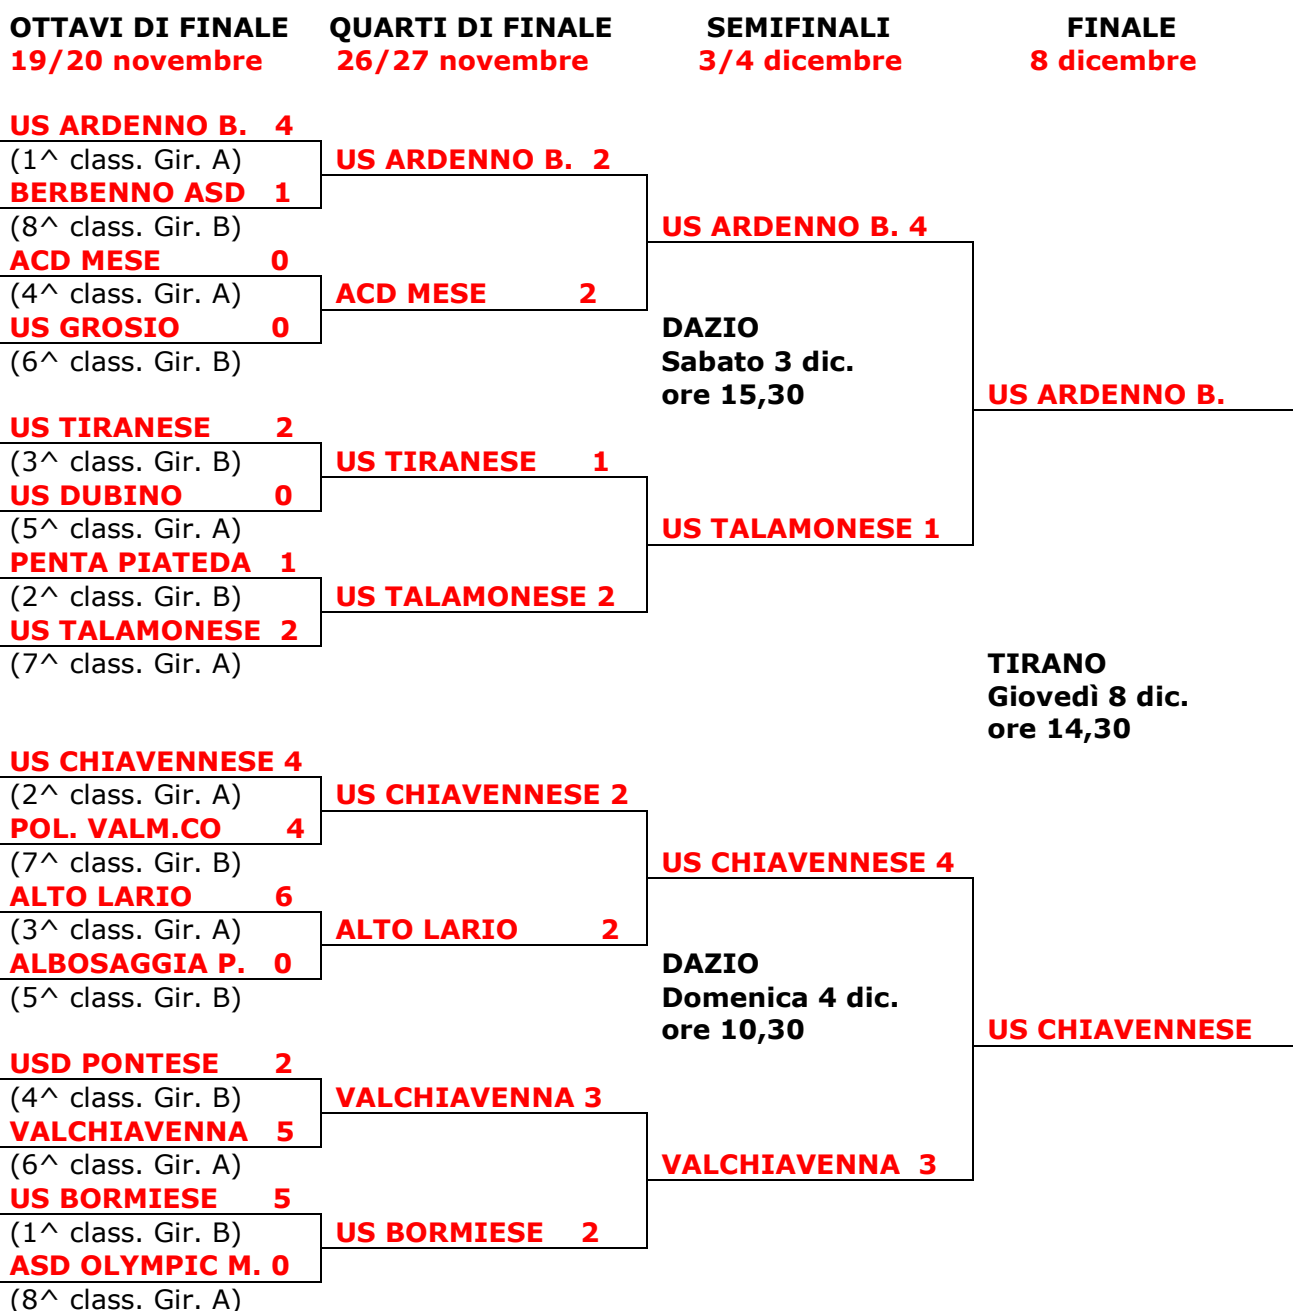 OTTAVI DI FINALE QUARTI DI FINALE SEMIFINALI FINALE
19/20 novembre 26/27 novembre 3/4 dicembre 8 dicembre
US ARDENNO B. 4
(1^ class. Gir. A) US ARDENNO B. 2
BERBENNO ASD 1
(8^ class. Gir. B) US ARDENNO B. 4
ACD MESE 0
(4^ class. Gir. A) ACD MESE 2
US GROSIO 0 DAZIO
(6^ class. Gir. B) Sabato 3 dic.
ore 15,30 US ARDENNO B.
US TIRANESE 2
(3^ class. Gir. B) US TIRANESE 1
US DUBINO 0
(5^ class. Gir. A) US TALAMONESE 1
PENTA PIATEDA 1
(2^ class. Gir. B) US TALAMONESE 2
US TALAMONESE 2
(7^ class. Gir. A) TIRANO
Giovedì 8 dic.
ore 14,30
US CHIAVENNESE 4
(2^ class. Gir. A) US CHIAVENNESE 2
POL. VALM.CO 4
(7^ class. Gir. B) US CHIAVENNESE 4
ALTO LARIO 6
(3^ class. Gir. A) ALTO LARIO 2
ALBOSAGGIA P. 0 DAZIO
(5^ class. Gir. B) Domenica 4 dic.
ore 10,30 US CHIAVENNESE
USD PONTESE 2
(4^ class. Gir. B) VALCHIAVENNA 3
VALCHIAVENNA 5
(6^ class. Gir. A) VALCHIAVENNA 3
US BORMIESE 5
(1^ class. Gir. B) US BORMIESE 2
ASD OLYMPIC M. 0
(8^ class. Gir. A)